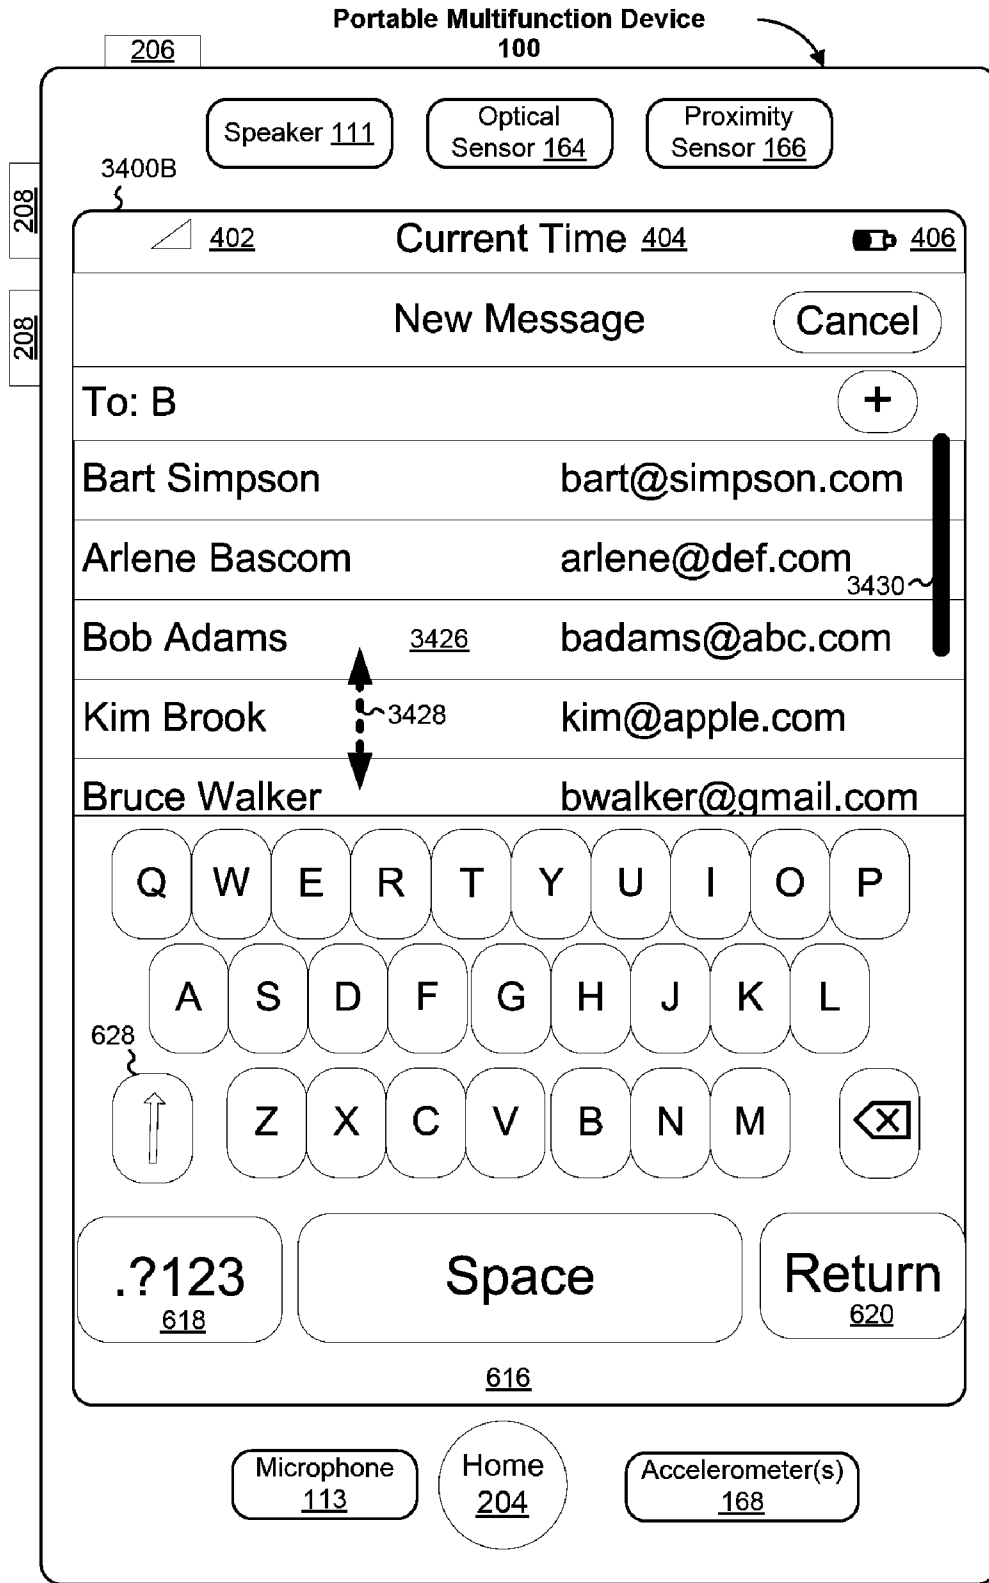 Portable Multifunction Device
100
206
Speaker 111
Optical
Sensor 164
Proximity
Sensor 166
3400B
208
208
402
Current Time 404
406
New Message
Cancel
To: B
+
Bart Simpson bart@simpson.com
Arlene Bascom arlene@def.com
3430
Bob Adams 3426 badams@abc.com
Kim Brook 3428 kim@apple.com
Bruce Walker bwalker@gmail.com
Q W E R T Y U I O P
A S D F G H J K L
628
Z X C V B N M
.?123
618
Space
Return
620
616
Microphone
113
Home
204
Accelerometer(s)
168